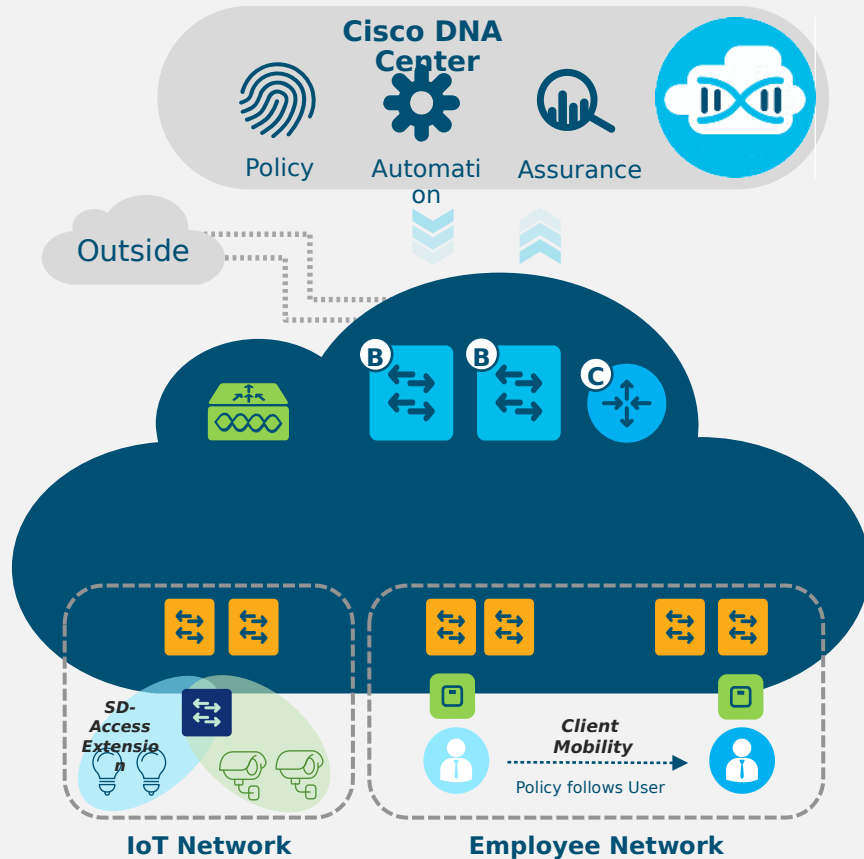 Cisco DNA
Center
Policy
Automati
on
Assurance
Outside
B
B
C
SD-
Access
Extensio
n
Client
Mobility
Policy follows User
IoT Network
Employee Network